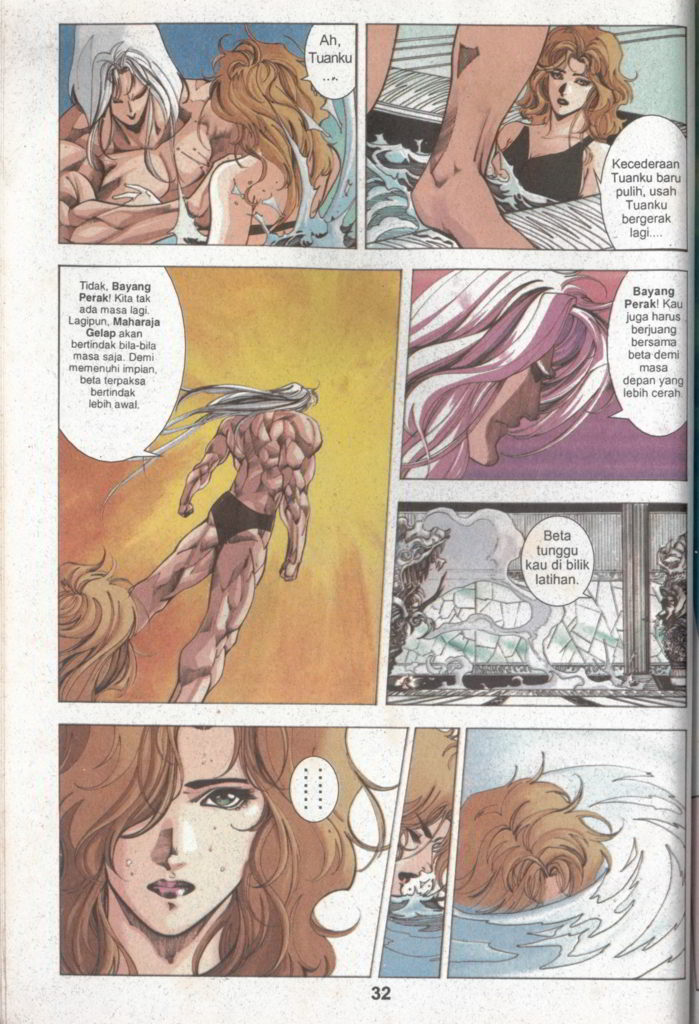 Ah,
Tuanku
....
Kecederaan
Tuanku baru
pulih, usah
Tuanku
bergerak
lagi....
Tidak, Bayang
Perak! Kita tak
ada masa lagi.
Lagipun, Maharaja
Gelap akan
bertindak bila-bila
masa saja. Demi
memenuhi impian,
beta terpaksa
bertindak
lebih awal.
Bayang
Perak! Kau
juga harus
berjuang
bersama
beta demi
masa
depan yang
lebih cerah.
Beta
tunggu
kau di bilik
latihan.
......
......
32